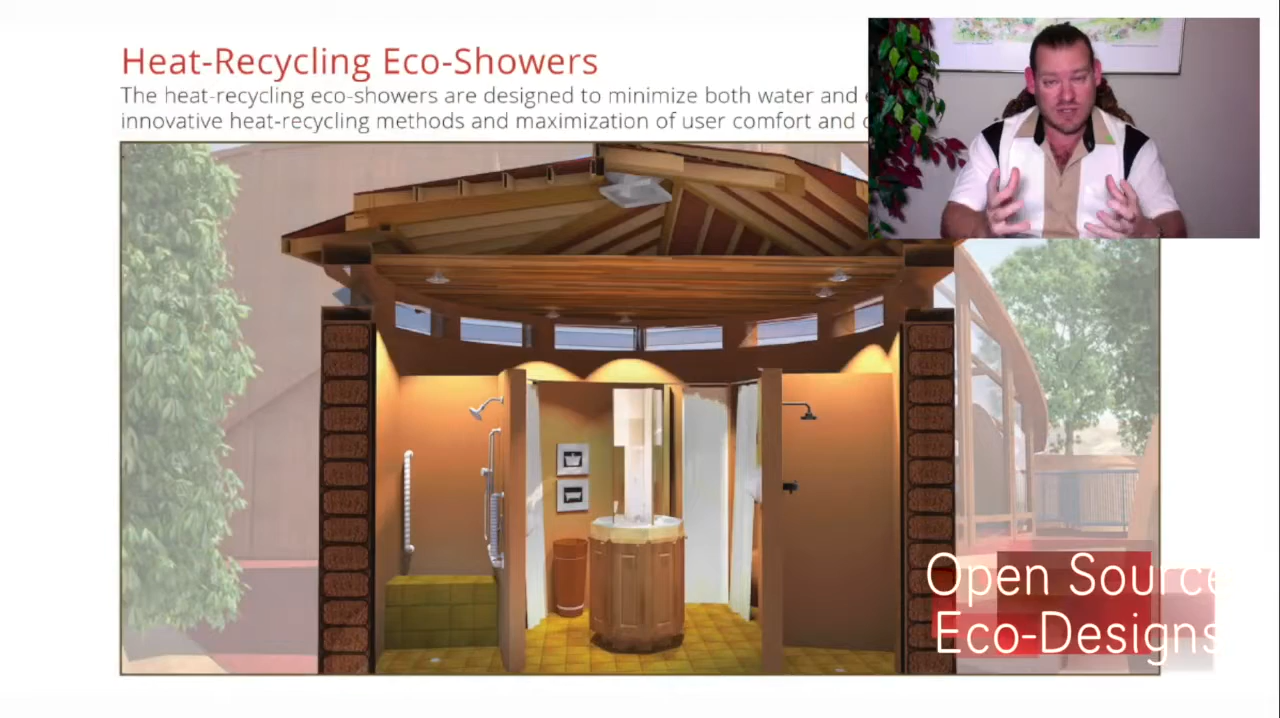 Heat-Recycling Eco-Showers
The heat-recycling eco-showers are designed to minimize both water and
innovative heat-recycling methods and maximization of user comfort and
Open Source
Eco-Designs